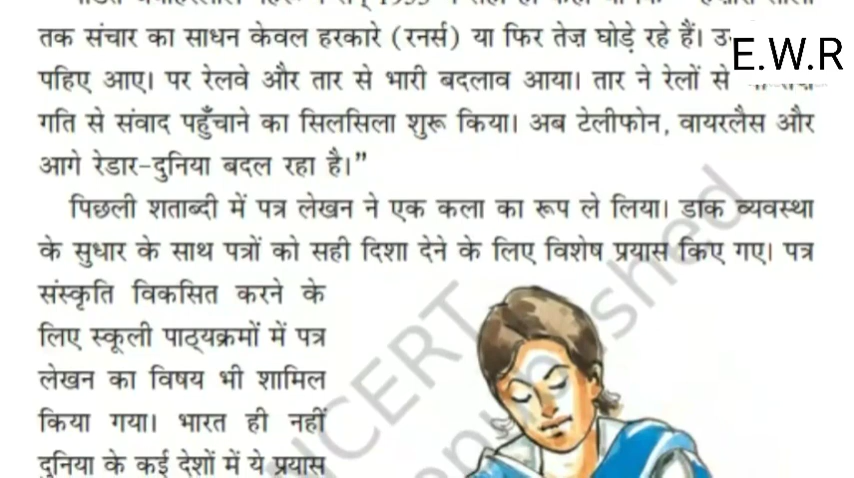 तक संचार का साधन केवल हरकारे (रनर्स) या फिर तेज़ घोड़े रहे हैं।
E.W.R
पहिए आए। पर रेलवे और तार से भारी बदलाव आया। तार ने रेलों से
गति से संवाद पहुँचाने का सिलसिला शुरू किया। अब टेलीफोन, वायरलैस और
आगे रेडार–दुनिया बदल रहा है।”
पिछली शताब्दी में पत्र लेखन ने एक कला का रूप ले लिया। डाक व्यवस्था
के सुधार के साथ पत्रों को सही दिशा देने के लिए विशेष प्रयास किए गए। पत्र
संस्कृति विकसित करने के
लिए स्कूली पाठ्यक्रमों में पत्र
लेखन का विषय भी शामिल
किया गया। भारत ही नहीं
दुनिया के कई देशों में ये प्रयास
NCERT